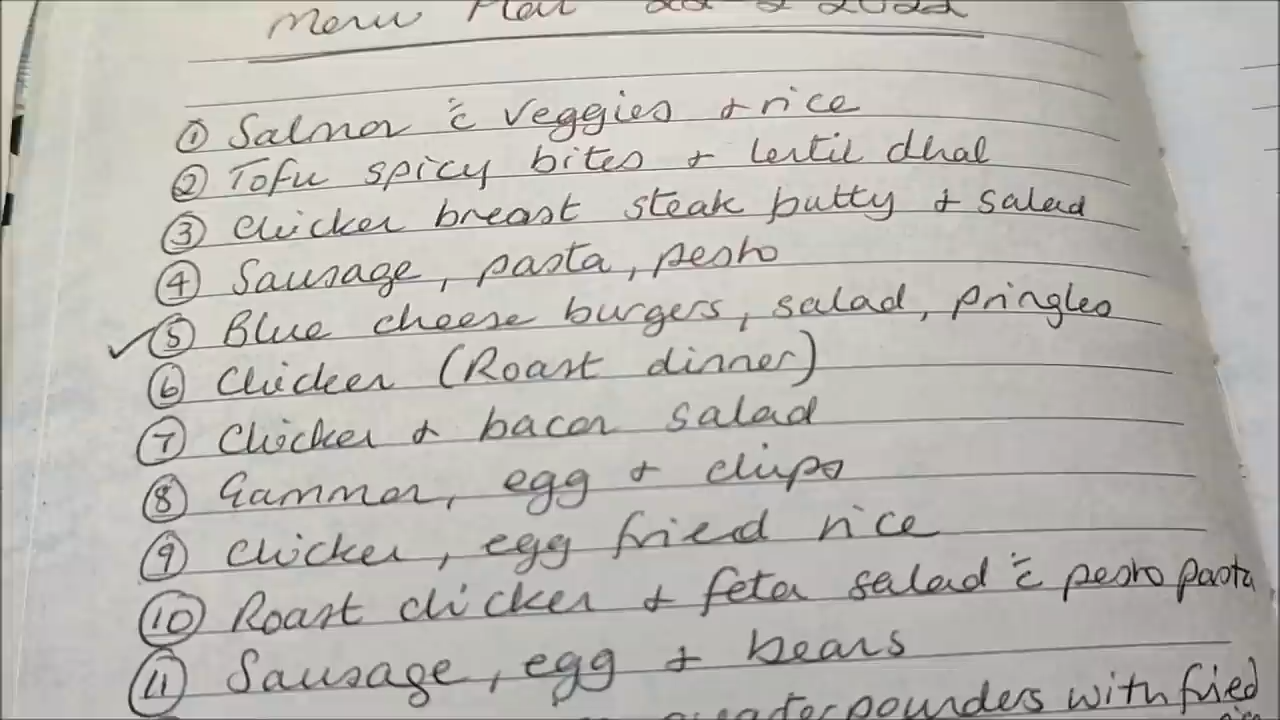 Menu Plan 2022
① Salmon c̄ veggies + rice
② Tofu spicy bites + lentil dhal
③ Chicken breast steak butty + salad
④ Sausage, pasta, pesto
✓⑤ Blue cheese burgers, salad, pringles
⑥ Chicken (Roast dinner)
⑦ Chicken + bacon salad
⑧ Gammon, egg + chips
⑨ Chicken, egg fried rice
⑩ Roast chicken + feta salad c̄ pesto pasta
⑪ Sausage, egg + beans
pounders with fried